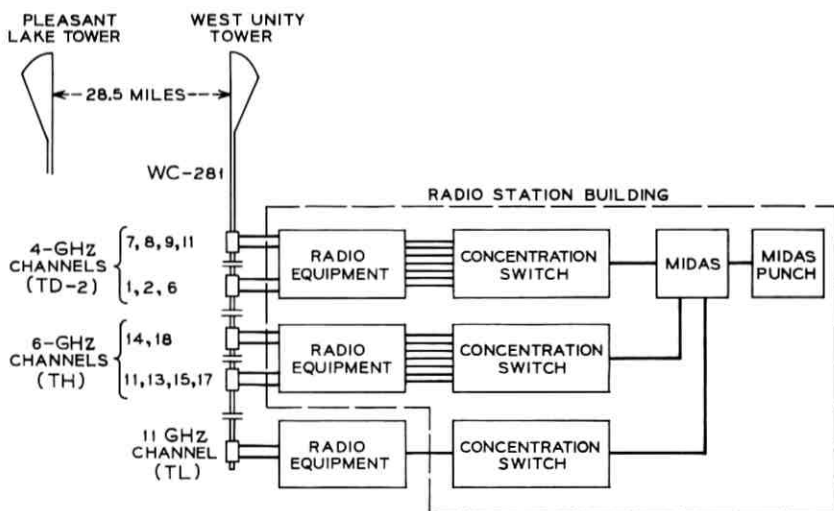 PLEASANT
LAKE TOWER
WEST UNITY
TOWER
28.5 MILES
WC-281
RADIO STATION BUILDING
4-GHZ
CHANNELS
(TD-2)
7, 8, 9, 11
1, 2, 6
RADIO
EQUIPMENT
CONCENTRATION
SWITCH
MIDAS
MIDAS
PUNCH
6-GHZ
CHANNELS
(TH)
14, 18
11, 13, 15, 17
RADIO
EQUIPMENT
CONCENTRATION
SWITCH
11 GHZ
CHANNEL
(TL)
RADIO
EQUIPMENT
CONCENTRATION
SWITCH